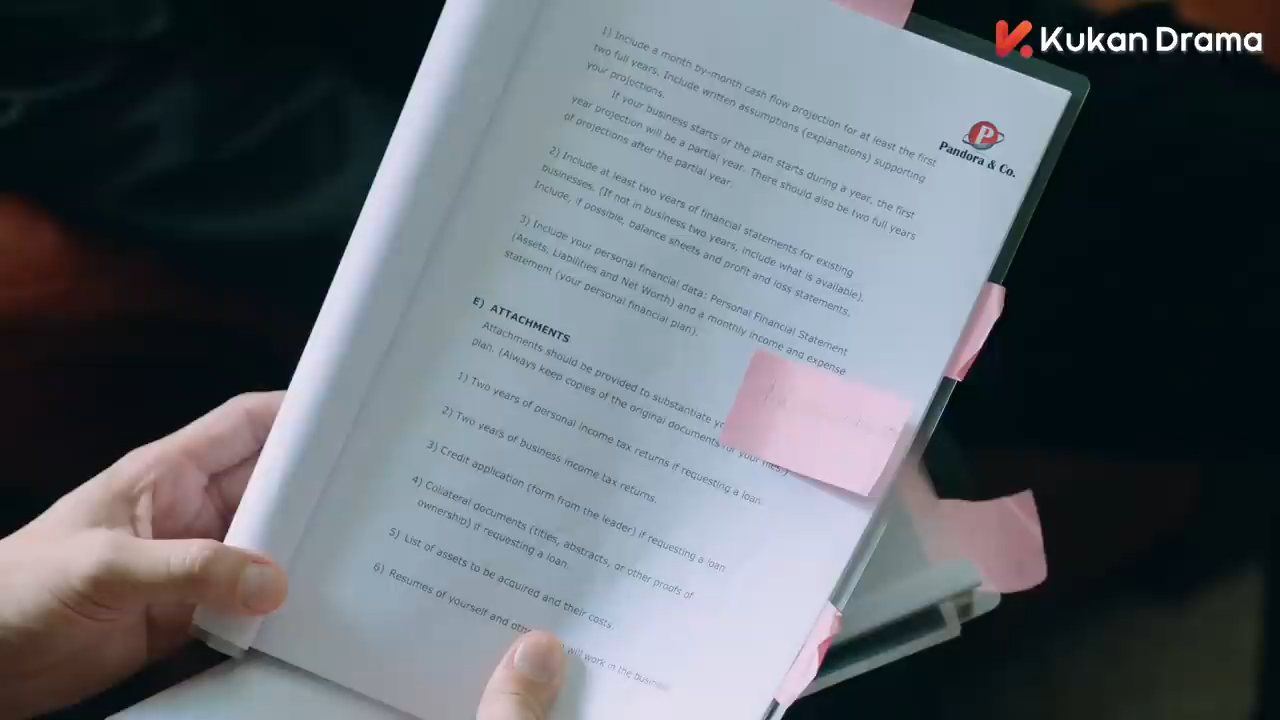 Kukan Drama
1) Include a month by-month cash flow projection for at least the first
two full years. Include written assumptions (explanations) supporting
your projections.
If your business starts or the plan starts during a year, the first
year projection will be a partial year. There should also be two full years
of projections after the partial year.
Pandora & Co.
2) Include at least two years of financial statements for existing
businesses. (If not in business two years, include what is available).
Include, if possible, balance sheets and profit and loss statements.
3) Include your personal financial data; Personal Financial Statement
(Assets, Liabilities and Net Worth) and a monthly income and expense
statement (your personal financial plan).
E) ATTACHMENTS
Attachments should be provided to substantiate
plan. (Always keep copies of the original documents for your files.)
1) Two years of personal income tax returns if requesting a loan.
2) Two years of business income tax returns.
3) Credit application (form from the leader) if requesting a loan
4) Collateral documents (titles, abstracts, or other proofs of
ownership) if requesting a loan.
5) List of assets to be acquired and their costs.
6) Resumes of yourself and will work in the business